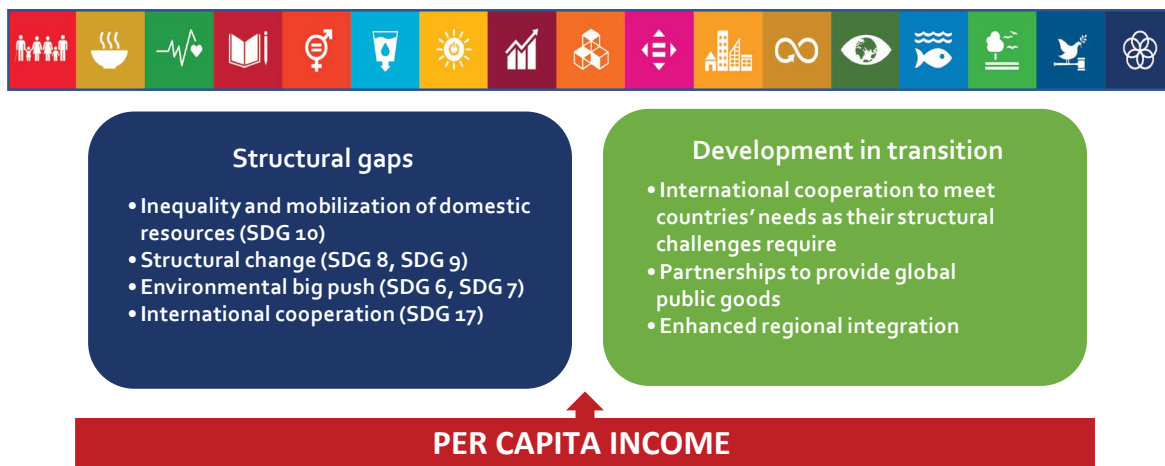 Structural gaps
• Inequality and mobilization of domestic
resources (SDG 10)
• Structural change (SDG 8, SDG 9)
• Environmental big push (SDG 6, SDG 7)
• International cooperation (SDG 17)
Development in transition
• International cooperation to meet
countries’ needs as their structural
challenges require
• Partnerships to provide global
public goods
• Enhanced regional integration
PER CAPITA INCOME